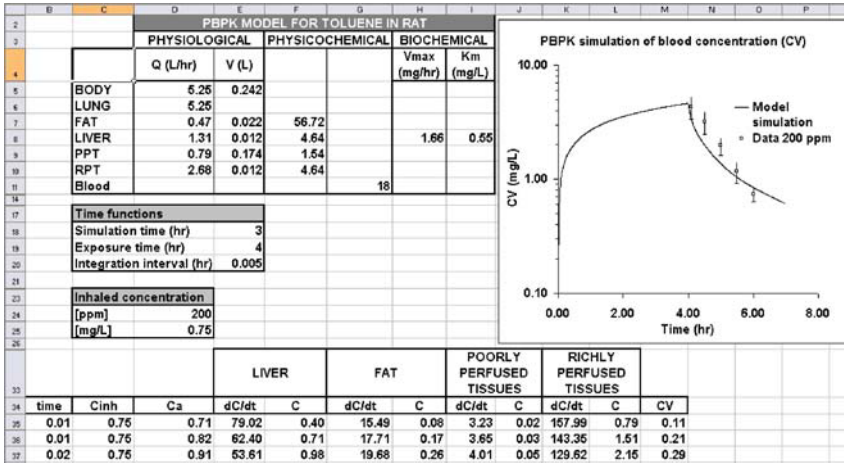 B C D E F G H I J K L M N O P
2 PBPK MODEL FOR TOLUENE IN RAT
3 PHYSIOLOGICAL PHYSICOCHEMICAL BIOCHEMICAL
4 Q (L/hr) V (L) Vmax (mg/hr) Km (mg/L)
5 BODY 5.25 0.242
6 LUNG 5.25
7 FAT 0.47 0.022 56.72
8 LIVER 1.31 0.012 4.64 1.66 0.55
9 PPT 0.79 0.174 1.54
10 RPT 2.68 0.012 4.64
11 Blood 18
14
17 Time functions
18 Simulation time (hr) 3
19 Exposure time (hr) 4
20 Integration interval (hr) 0.005
21
23 Inhaled concentration
24 [ppm] 200
25 [mg/L] 0.75
26
PBPK simulation of blood concentration (CV)
10.00
1.00
0.10
CV (mg/L)
Model simulation
Data 200 ppm
0.00 2.00 4.00 6.00 8.00
Time (hr)
33 LIVER FAT POORLY PERFUSED TISSUES RICHLY PERFUSED TISSUES
34 time Cinh Ca dC/dt C dC/dt C dC/dt C dC/dt C CV
35 0.01 0.75 0.71 79.02 0.40 15.49 0.08 3.23 0.02 157.99 0.79 0.11
36 0.01 0.75 0.82 62.40 0.71 17.71 0.17 3.65 0.03 143.35 1.51 0.21
37 0.02 0.75 0.91 53.61 0.98 19.68 0.26 4.01 0.05 129.62 2.15 0.29